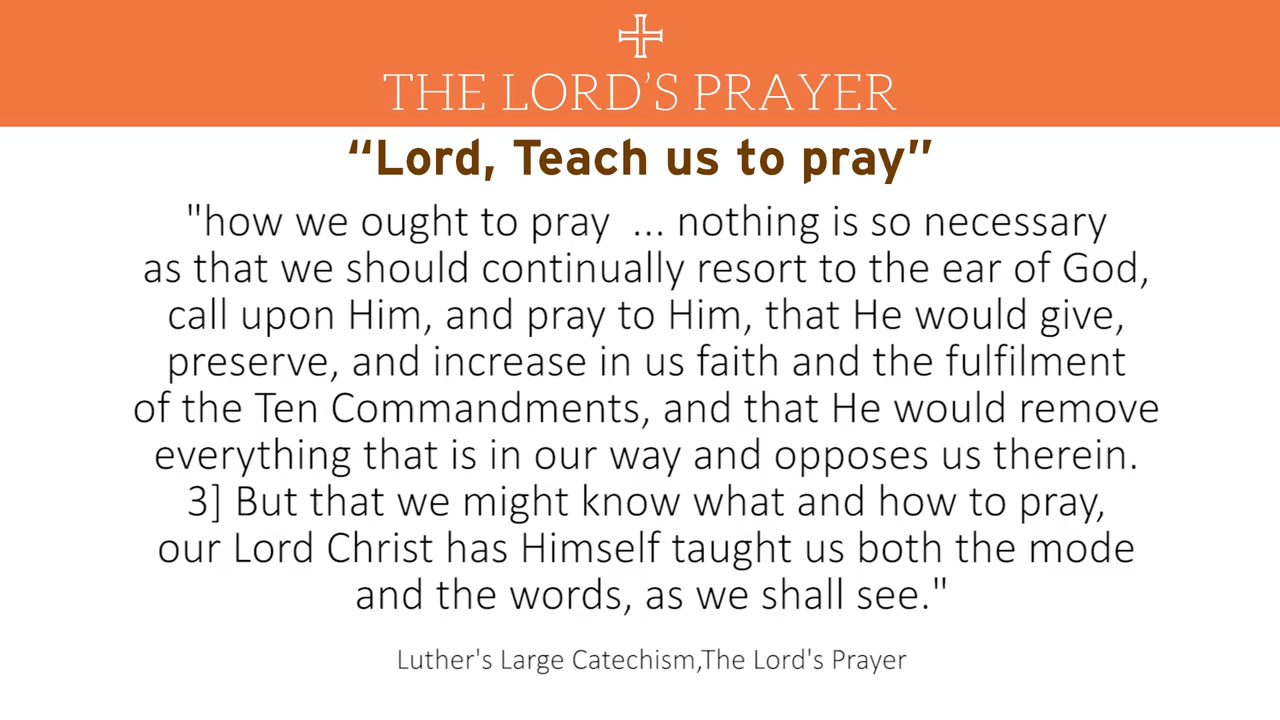 THE LORD’S PRAYER
“Lord, Teach us to pray”
"how we ought to pray ... nothing is so necessary
as that we should continually resort to the ear of God,
call upon Him, and pray to Him, that He would give,
preserve, and increase in us faith and the fulfilment
of the Ten Commandments, and that He would remove
everything that is in our way and opposes us therein.
3] But that we might know what and how to pray,
our Lord Christ has Himself taught us both the mode
and the words, as we shall see."
Luther's Large Catechism,The Lord's Prayer